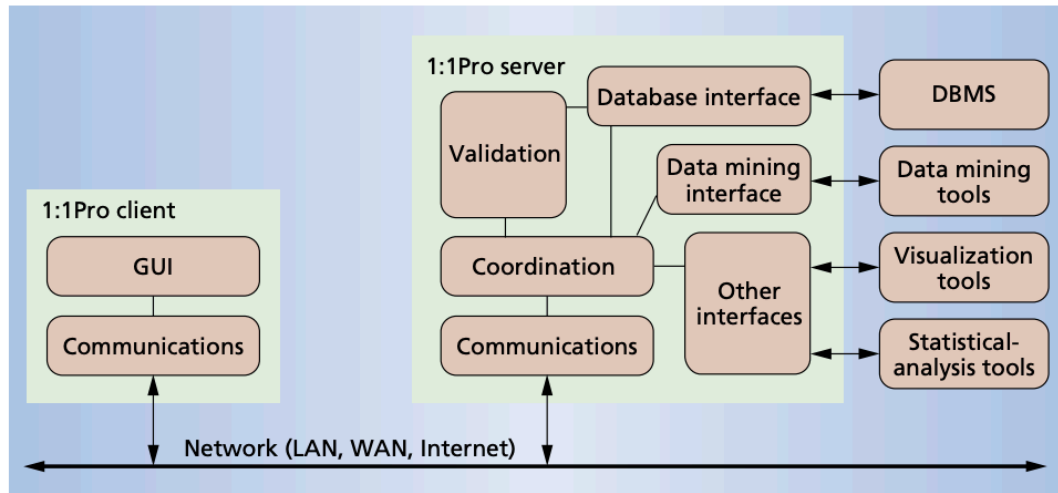 1:1Pro server
Database interface
DBMS
Validation
Data mining
interface
Data mining
tools
1:1Pro client
GUI
Coordination
Other
interfaces
Visualization
tools
Communications
Communications
Statistical-
analysis tools
Network (LAN, WAN, Internet)